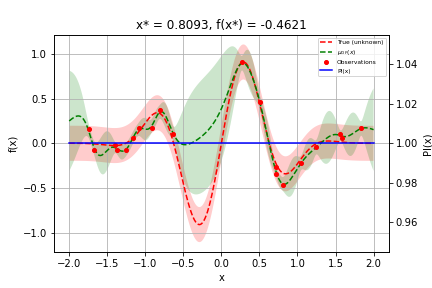 x* = 0.8093, f(x*) = -0.4621
True (unknown)
μ_GP(x)
Observations
PI(x)
f(x)
PI(x)
1.0
0.5
0.0
−0.5
−1.0
1.04
1.02
1.00
0.98
0.96
−2.0 −1.5 −1.0 −0.5 0.0 0.5 1.0 1.5 2.0
x